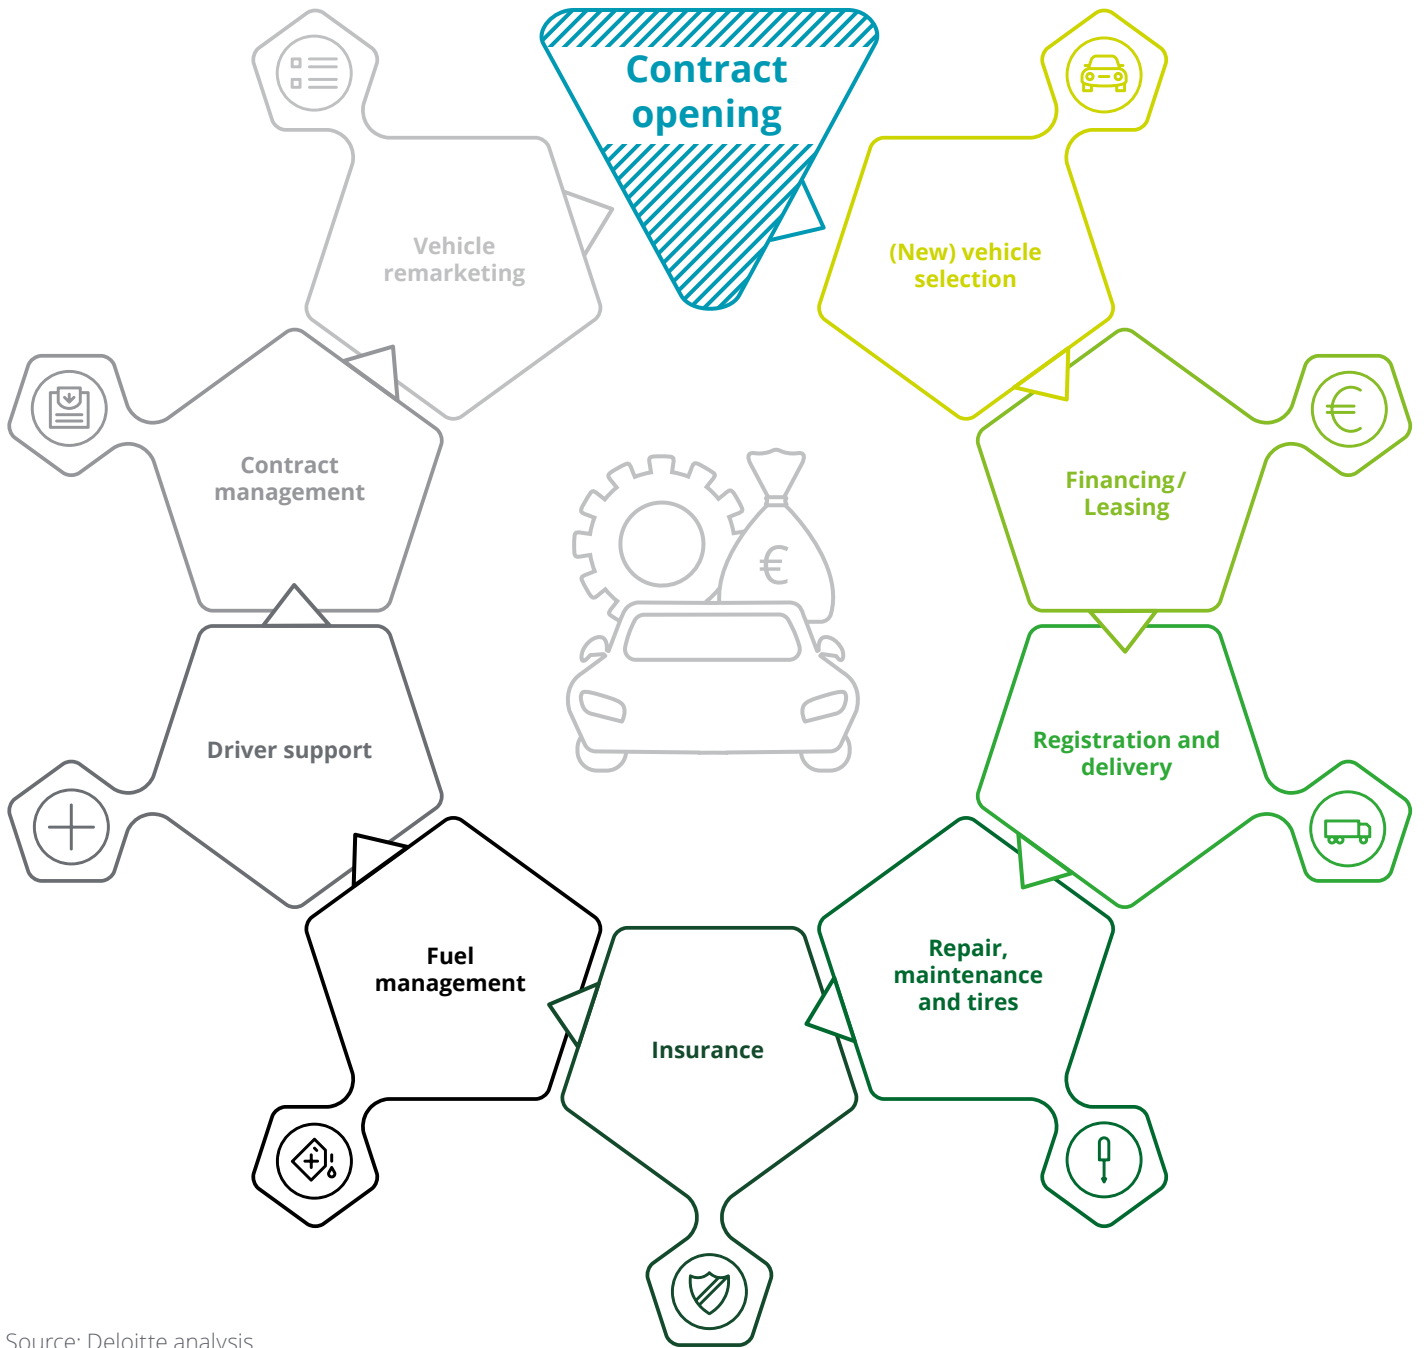 Contract
opening
(New) vehicle
selection
Financing/
Leasing
Registration and
delivery
Repair,
maintenance
and tires
Insurance
Fuel
management
Driver support
Contract
management
Vehicle
remarketing
€
€
Source: Deloitte analysis